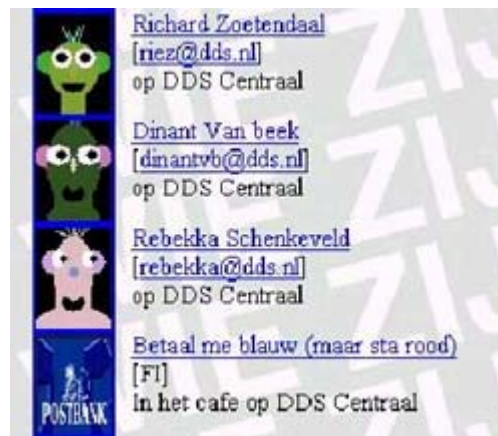 Richard Zoetendaal
[riez@dds.nl]
op DDS Centraal
Dinant Van beek
[dinantvb@dds.nl]
op DDS Centraal
Rebekka Schenkeveld
[rebekka@dds.nl]
op DDS Centraal
Betaal me blauw (maar sta rood)
[FI]
In het cafe op DDS Centraal
POSTBANK
WIE ZIJ